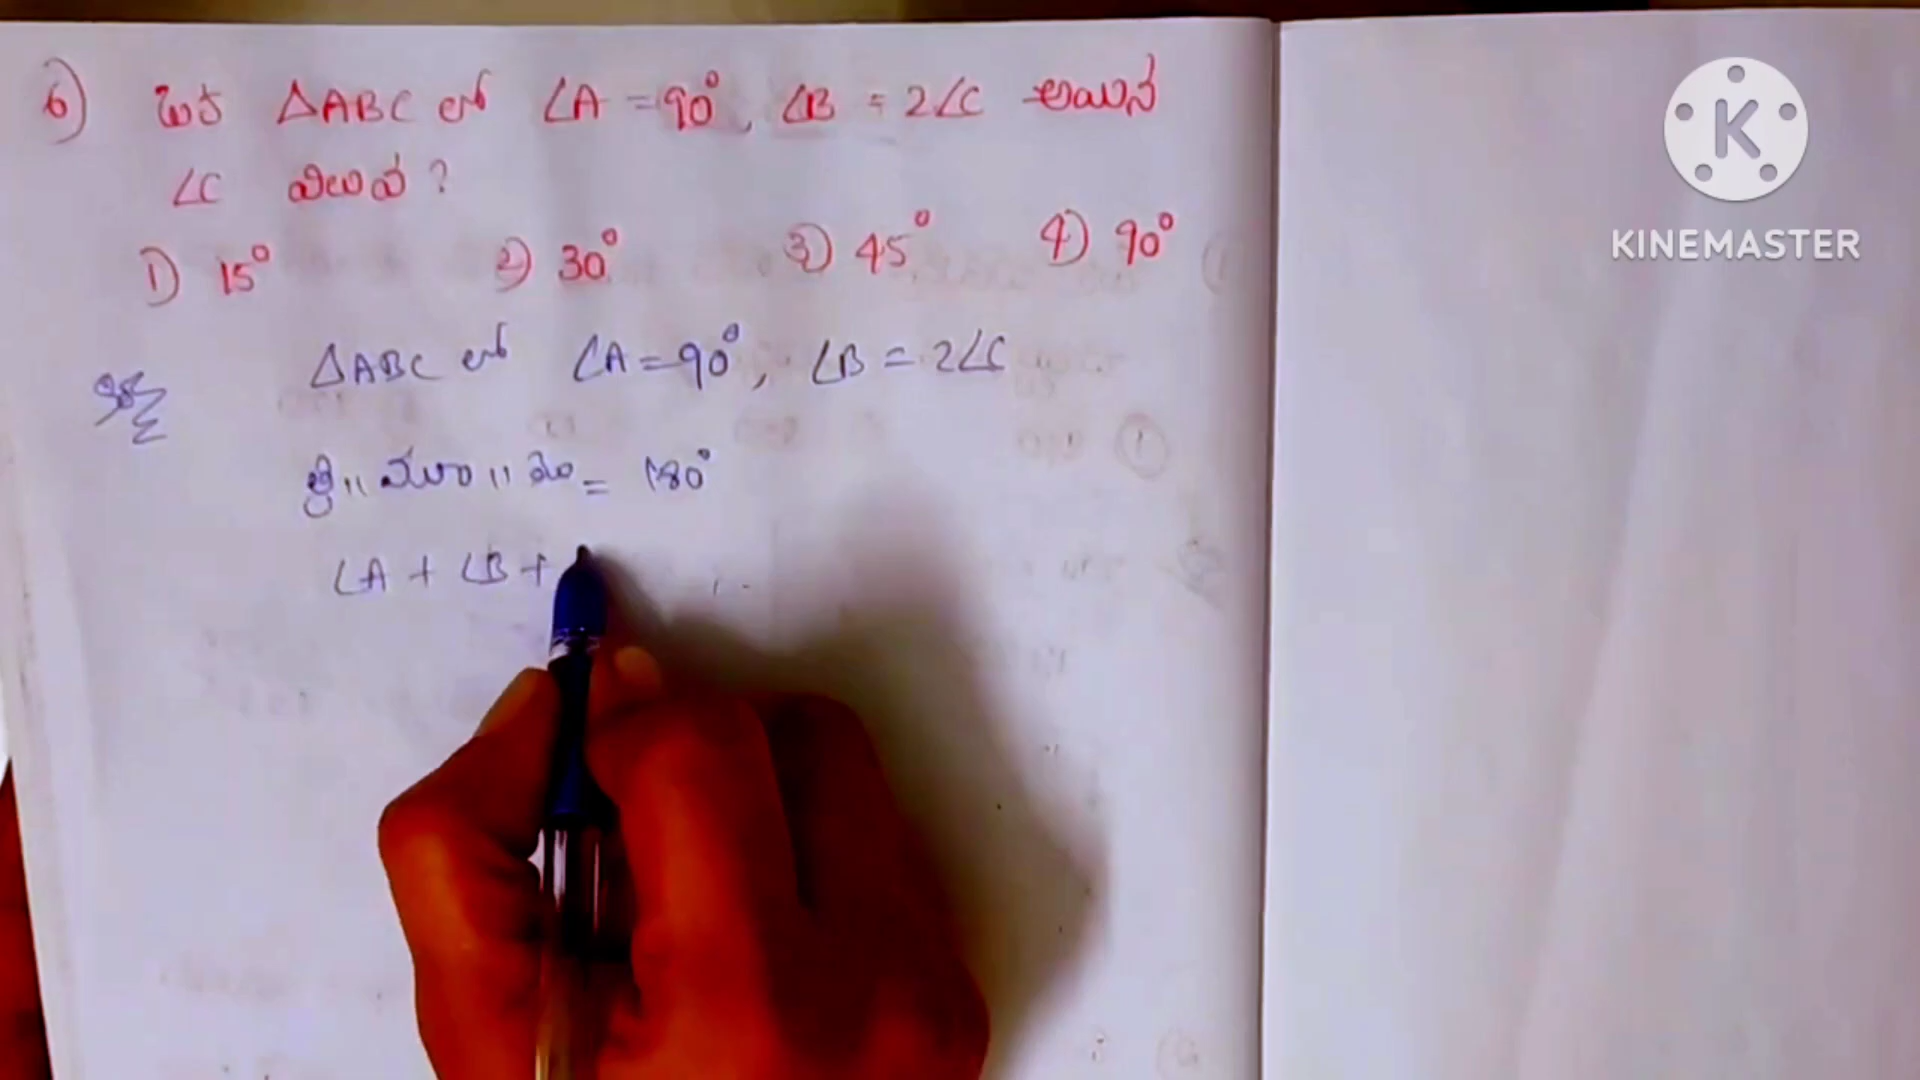 6) ఒక ΔABC లో ∠A = 90°, ∠B = 2∠C అయిన
∠C విలువ ?
1) 15° 2) 30° 3) 45° 4) 90°
ΔABC లో ∠A = 90°, ∠B = 2∠C
= 180°
∠A + ∠B +
K
KINEMASTER